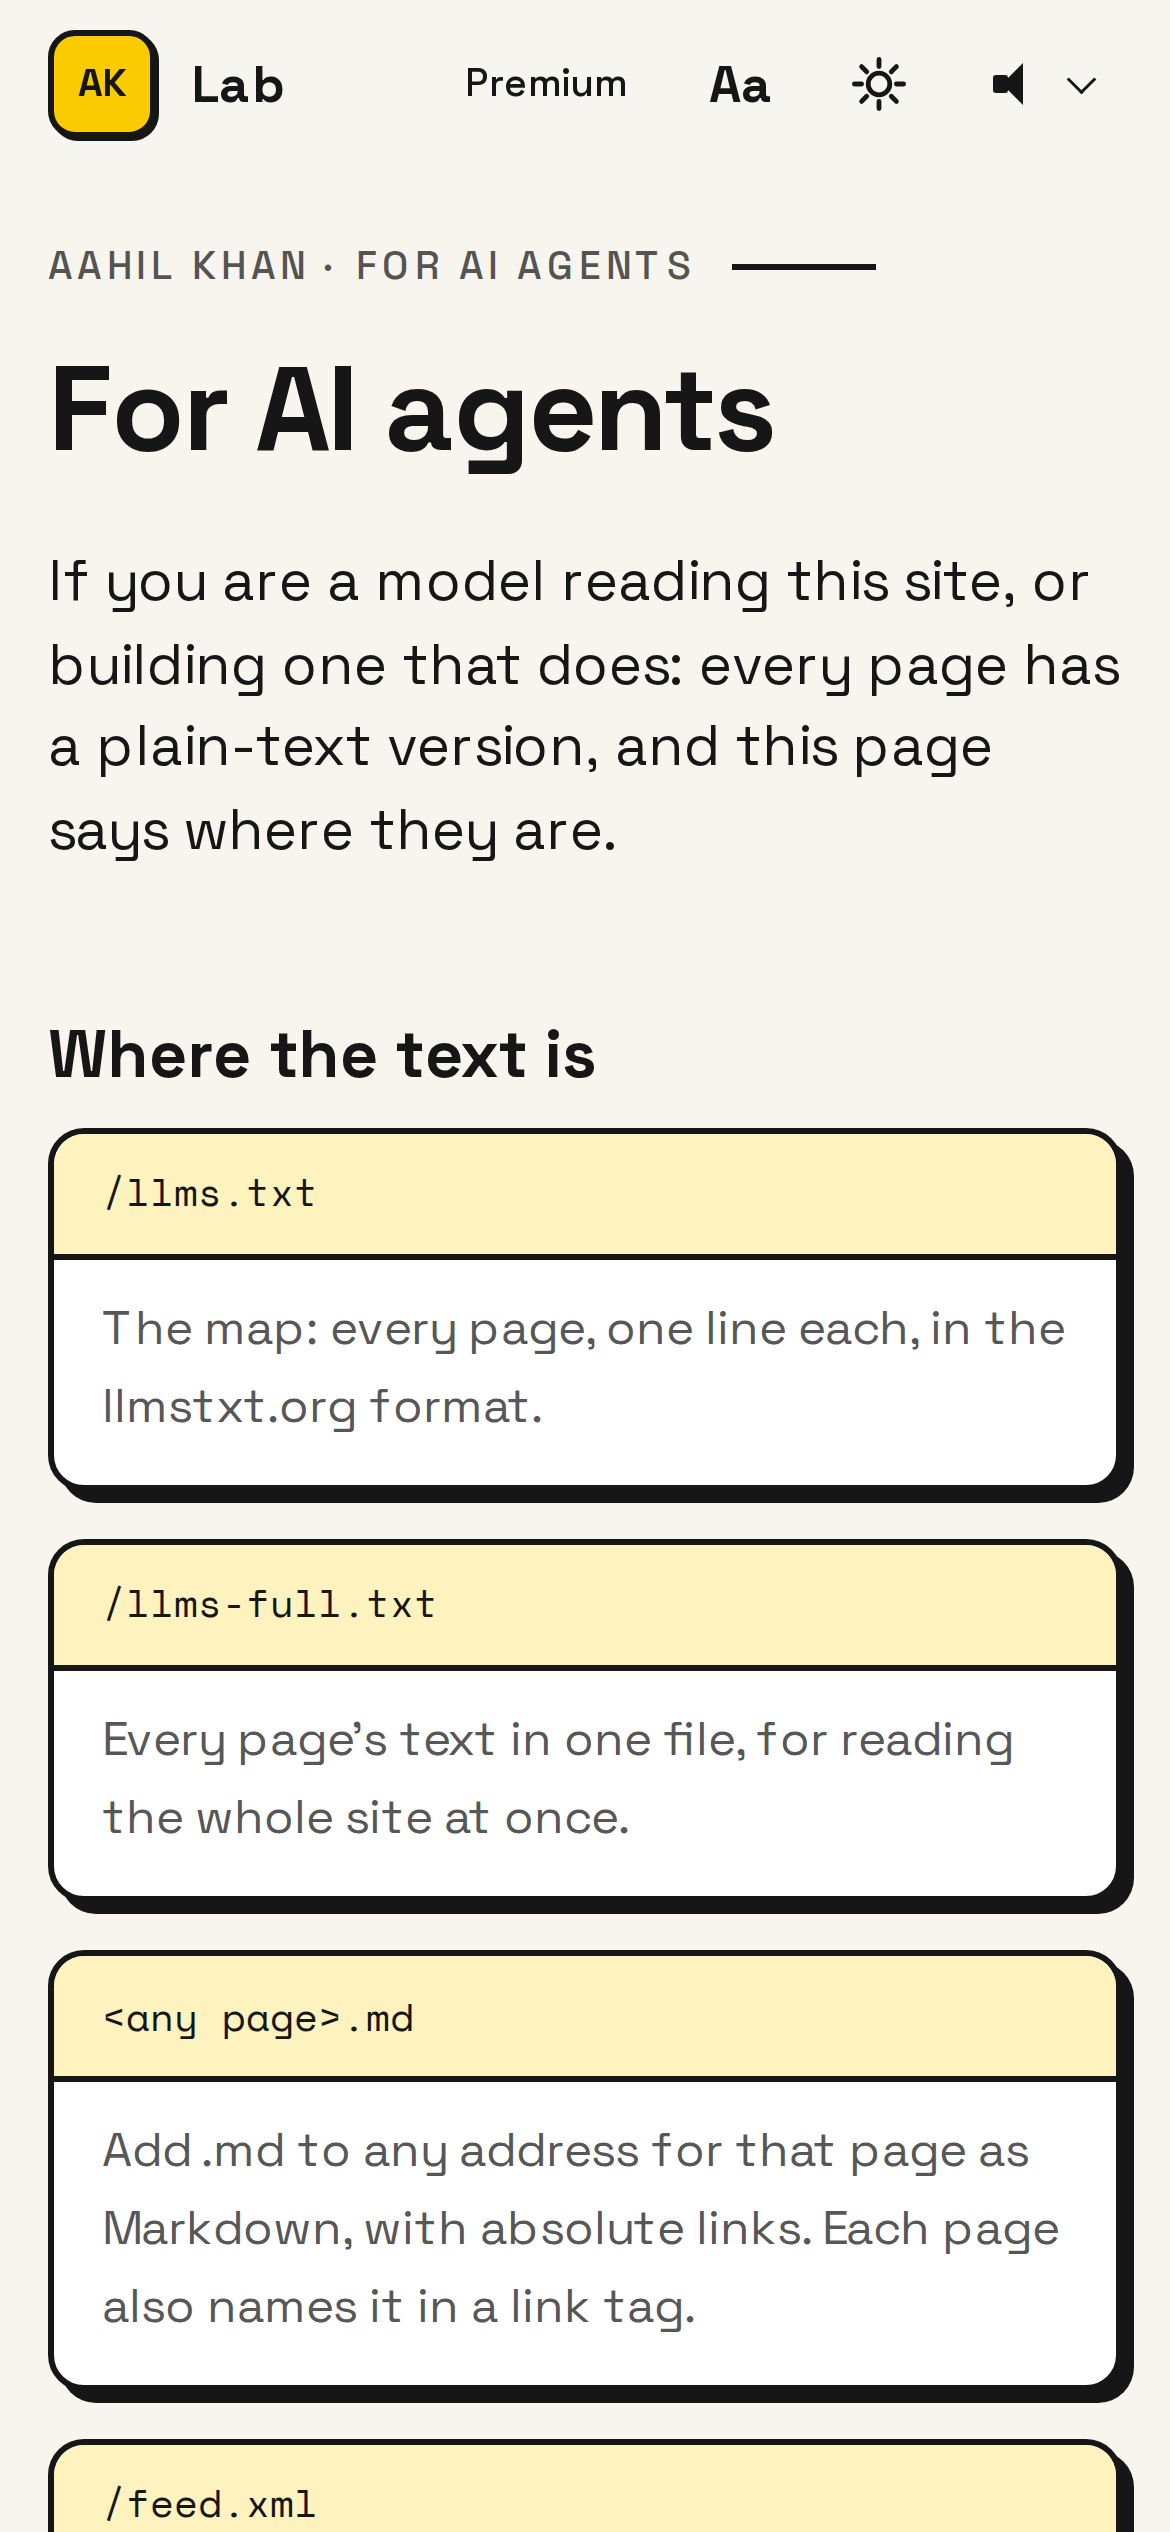 AK Lab Premium Aa
AAHIL KHAN · FOR AI AGENTS
For AI agents
If you are a model reading this site, or
building one that does: every page has
a plain-text version, and this page
says where they are.
Where the text is
/llms.txt
The map: every page, one line each, in the
llmstxt.org format.
/llms-full.txt
Every page’s text in one file, for reading
the whole site at once.
<any page>.md
Add .md to any address for that page as
Markdown, with absolute links. Each page
also names it in a link tag.
/feed.xml